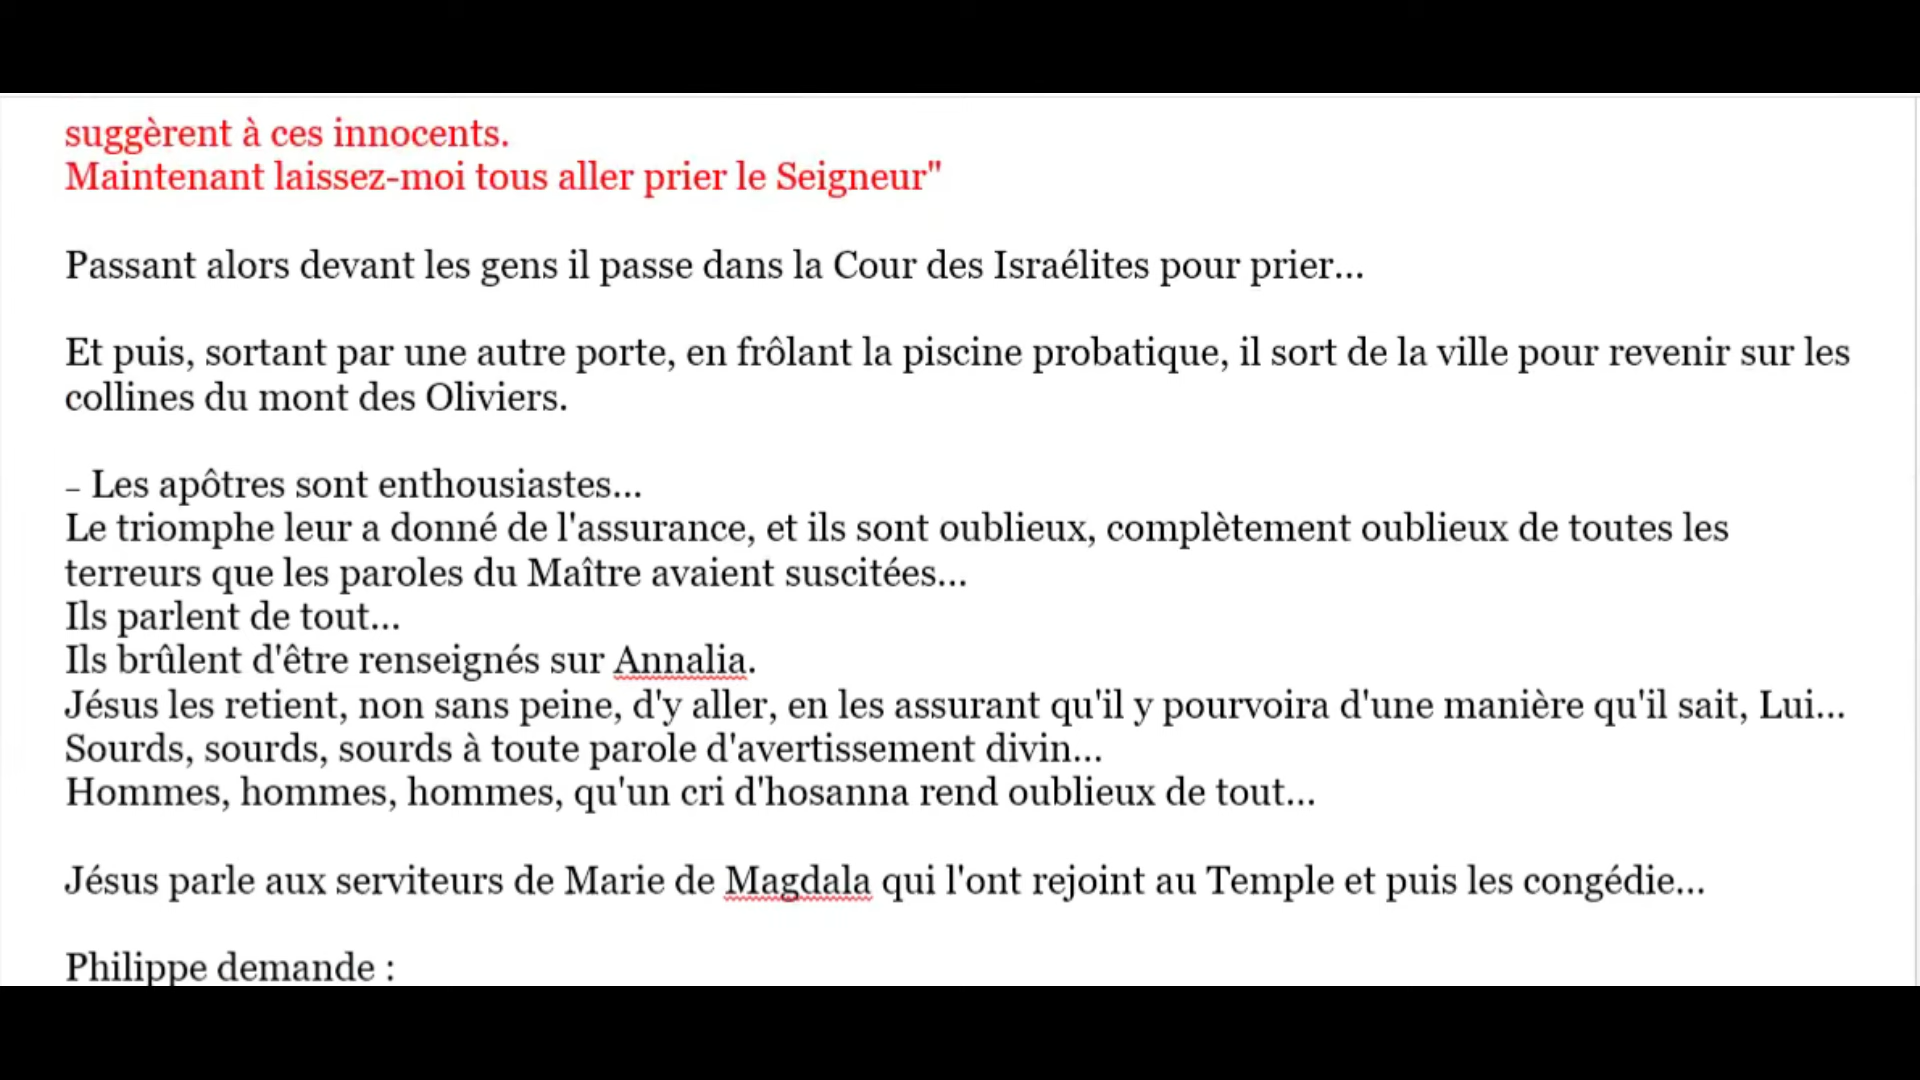 suggèrent à ces innocents.
Maintenant laissez-moi tous aller prier le Seigneur"
Passant alors devant les gens il passe dans la Cour des Israélites pour prier...
Et puis, sortant par une autre porte, en frôlant la piscine probatique, il sort de la ville pour revenir sur les
collines du mont des Oliviers.
– Les apôtres sont enthousiastes...
Le triomphe leur a donné de l'assurance, et ils sont oublieux, complètement oublieux de toutes les
terreurs que les paroles du Maître avaient suscitées...
Ils parlent de tout...
Ils brûlent d'être renseignés sur Annalia.
Jésus les retient, non sans peine, d'y aller, en les assurant qu'il y pourvoira d'une manière qu'il sait, Lui...
Sourds, sourds, sourds à toute parole d'avertissement divin...
Hommes, hommes, hommes, qu'un cri d'hosanna rend oublieux de tout...
Jésus parle aux serviteurs de Marie de Magdala qui l'ont rejoint au Temple et puis les congédie...
Philippe demande :